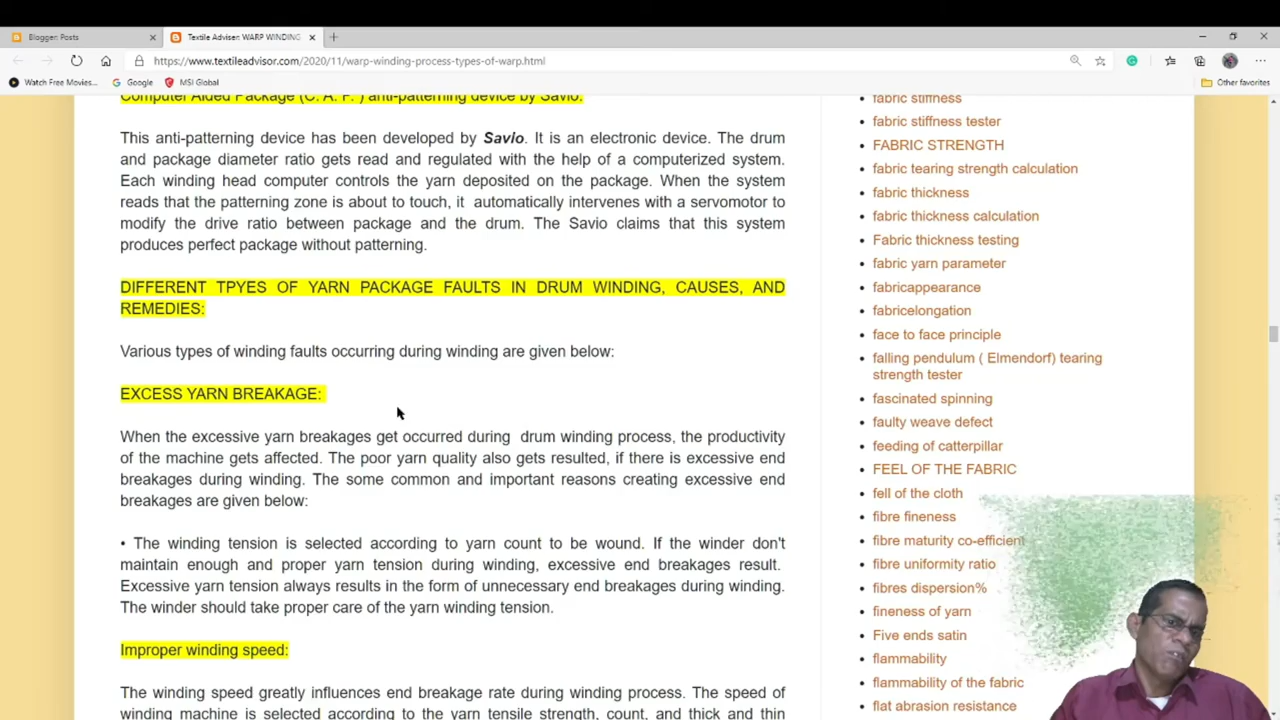 Blogger: Posts
Textile Adviser: WARP WINDING
https://www.textileadvisor.com/2020/11/warp-winding-process-types-of-warp.html
Watch Free Movies...
Google
MSI Global
Other favorites
Computer Aided Package (C. A. P. ) anti-patterning device by Savio:
This anti-patterning device has been developed by Savio. It is an electronic device. The drum
and package diameter ratio gets read and regulated with the help of a computerized system.
Each winding head computer controls the yarn deposited on the package. When the system
reads that the patterning zone is about to touch, it automatically intervenes with a servomotor to
modify the drive ratio between package and the drum. The Savio claims that this system
produces perfect package without patterning.
DIFFERENT TPYES OF YARN PACKAGE FAULTS IN DRUM WINDING, CAUSES, AND
REMEDIES:
Various types of winding faults occurring during winding are given below:
EXCESS YARN BREAKAGE:
When the excessive yarn breakages get occurred during drum winding process, the productivity
of the machine gets affected. The poor yarn quality also gets resulted, if there is excessive end
breakages during winding. The some common and important reasons creating excessive end
breakages are given below:
• The winding tension is selected according to yarn count to be wound. If the winder don't
maintain enough and proper yarn tension during winding, excessive end breakages result.
Excessive yarn tension always results in the form of unnecessary end breakages during winding.
The winder should take proper care of the yarn winding tension.
Improper winding speed:
The winding speed greatly influences end breakage rate during winding process. The speed of
winding machine is selected according to the yarn tensile strength, count, and thick and thin
fabric stiffness
fabric stiffness tester
FABRIC STRENGTH
fabric tearing strength calculation
fabric thickness
fabric thickness calculation
Fabric thickness testing
fabric yarn parameter
fabricappearance
fabricelongation
face to face principle
falling pendulum ( Elmendorf) tearing
strength tester
fascinated spinning
faulty weave defect
feeding of catterpillar
FEEL OF THE FABRIC
fell of the cloth
fibre fineness
fibre maturity co-efficient
fibre uniformity ratio
fibres dispersion%
fineness of yarn
Five ends satin
flammability
flammability of the fabric
flat abrasion resistance